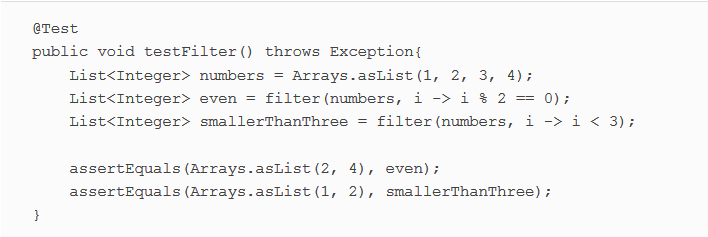 @Test
public void testFilter() throws Exception{
    List<Integer> numbers = Arrays.asList(1, 2, 3, 4);
    List<Integer> even = filter(numbers, i -> i % 2 == 0);
    List<Integer> smallerThanThree = filter(numbers, i -> i < 3);

    assertEquals(Arrays.asList(2, 4), even);
    assertEquals(Arrays.asList(1, 2), smallerThanThree);
}